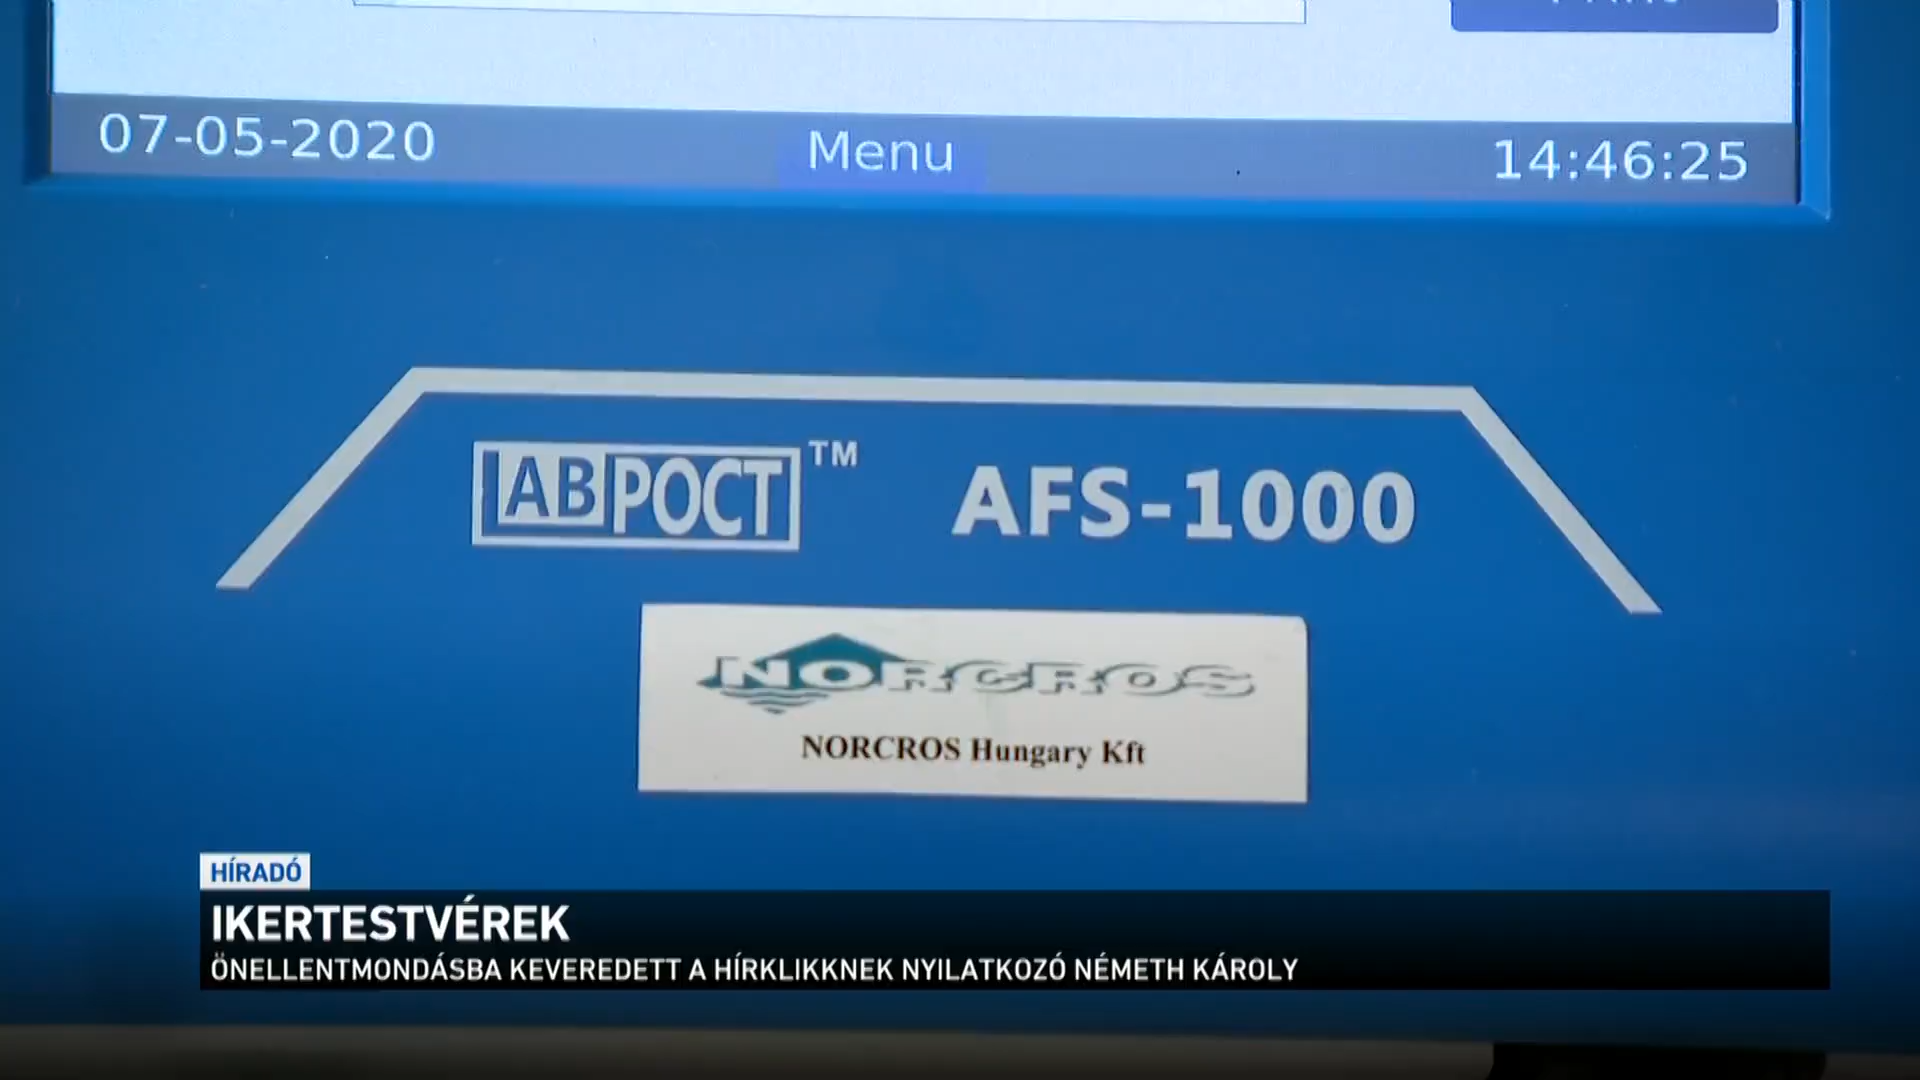 07-05-2020 Menu 14:46:25
LABPOCT™ AFS-1000
NORCROS
NORCROS Hungary Kft
HÍRADÓ
IKERTESTVÉREK
ÖNELLENTMONDÁSBA KEVEREDETT A HÍRKLIKKNEK NYILATKOZÓ NÉMETH KÁROLY